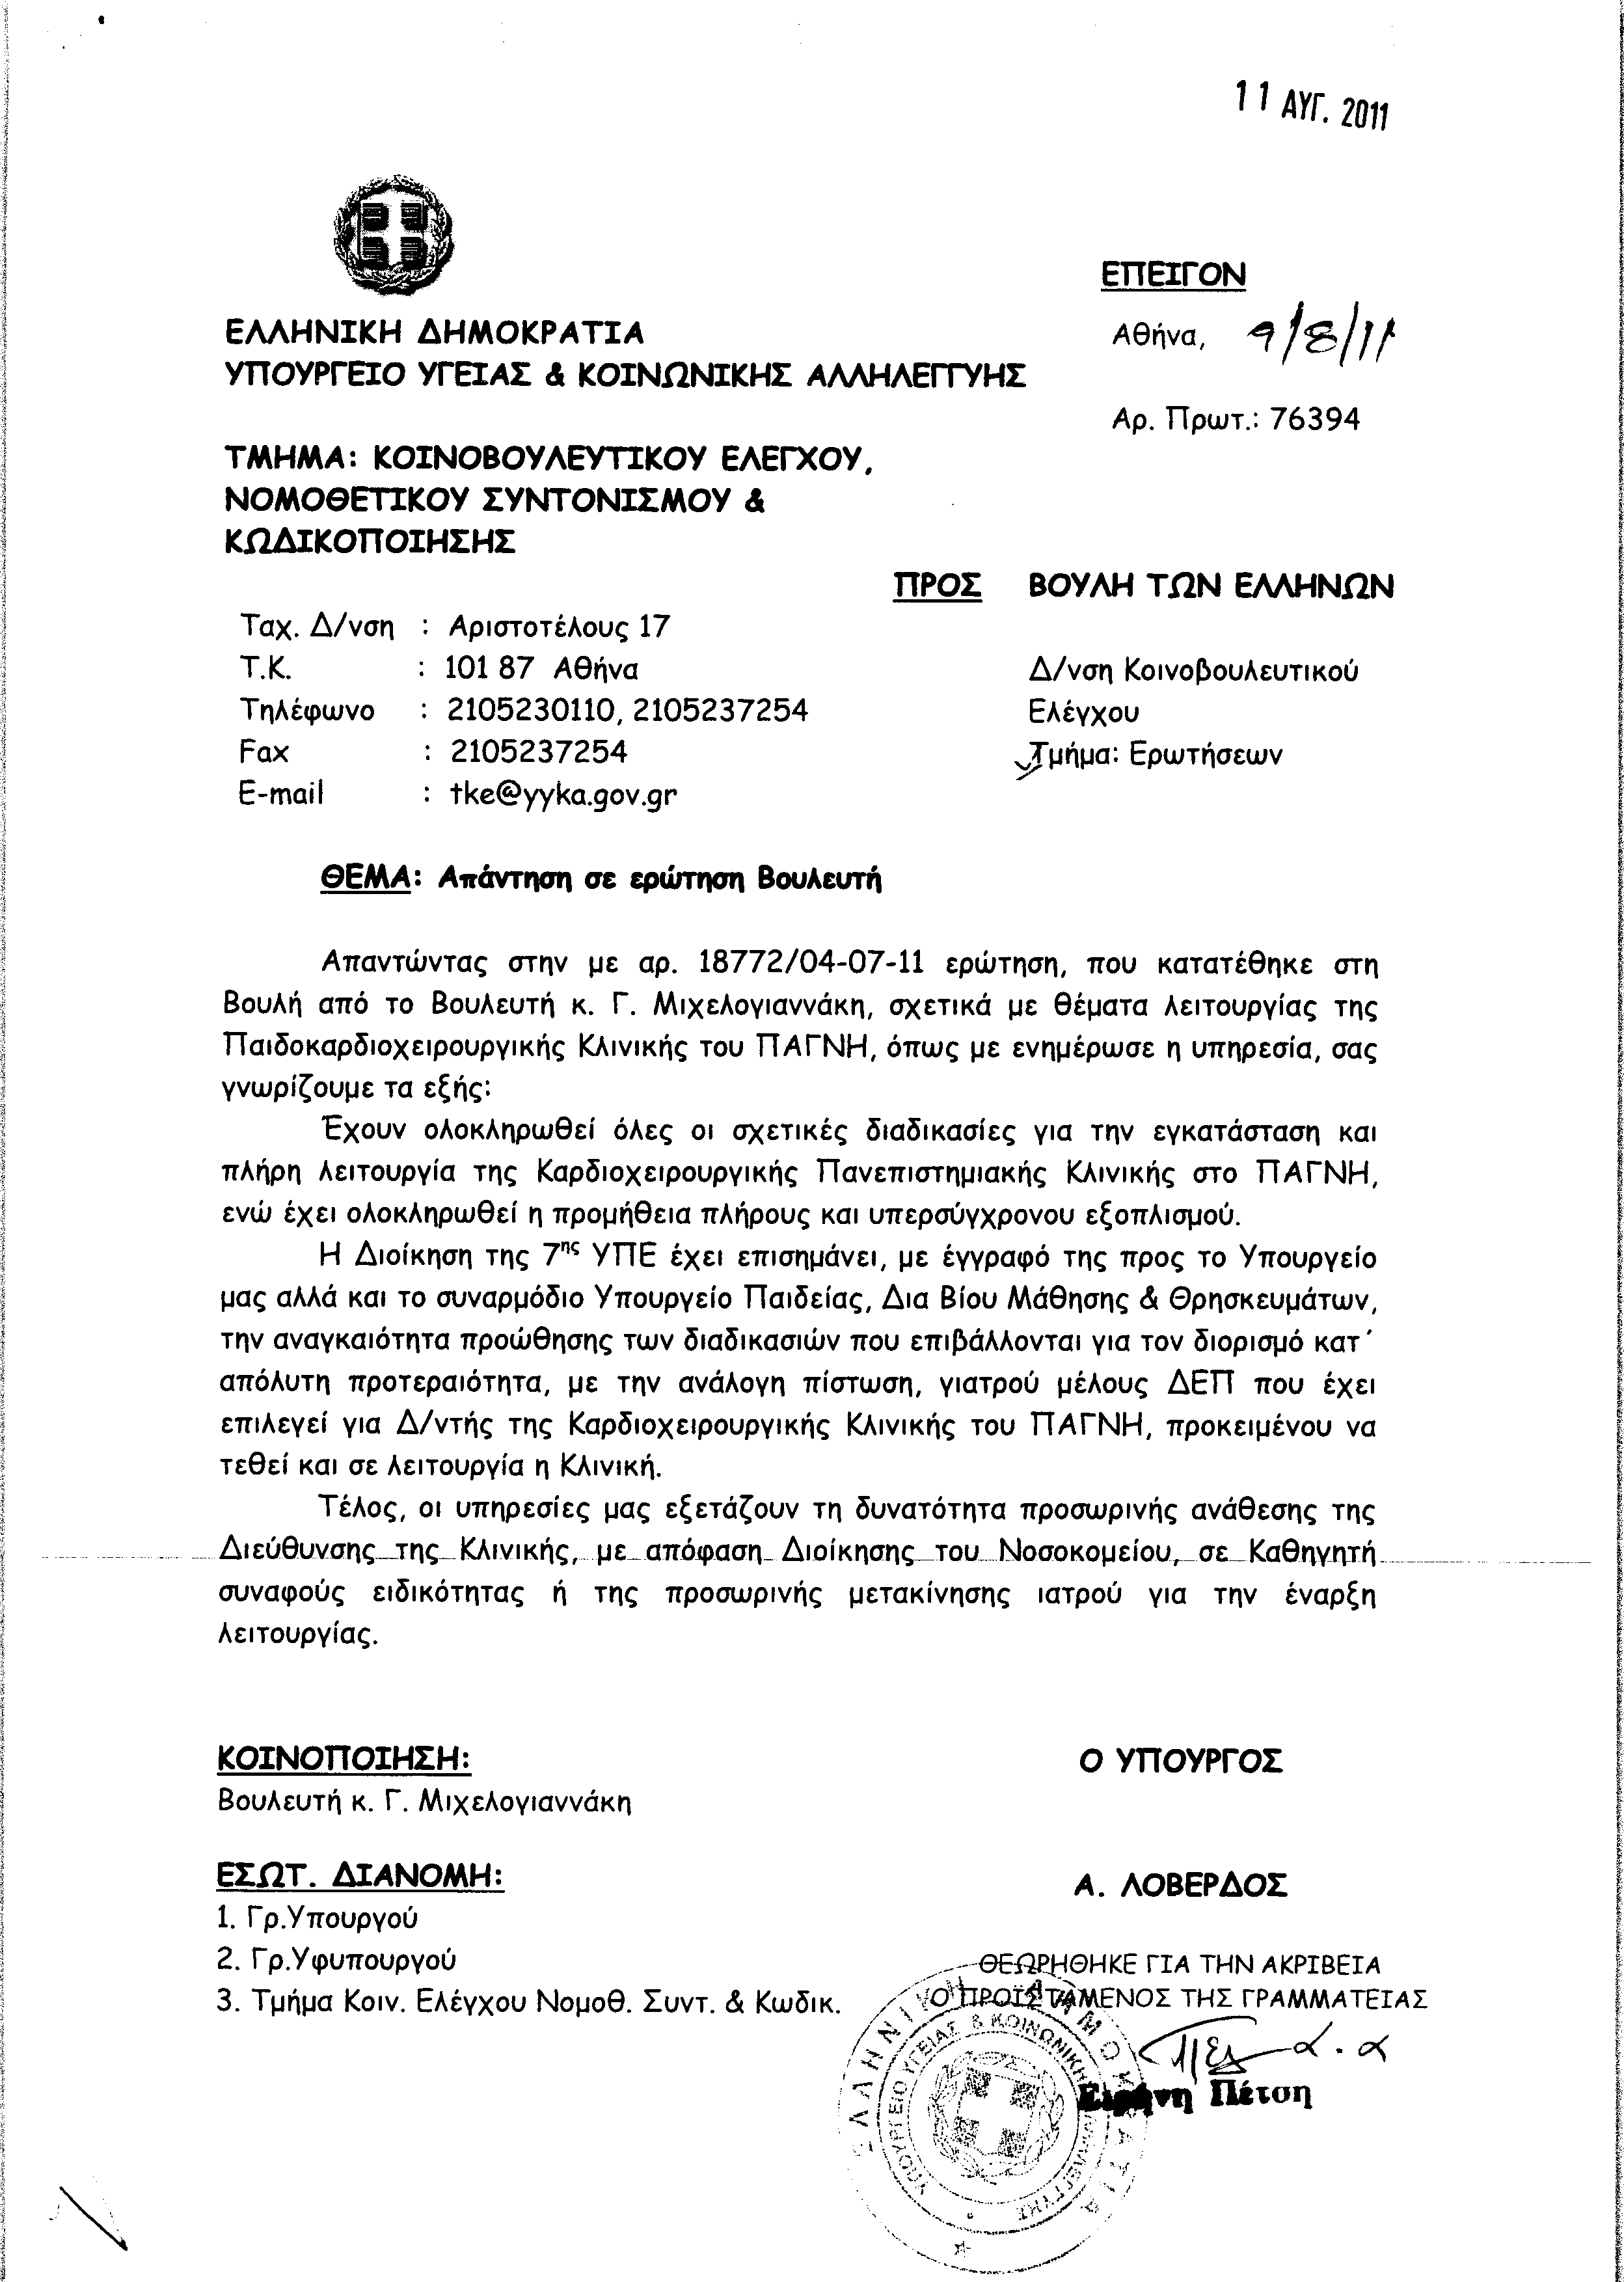 11 ΑΥΓ. 2011
ΕΠΕΙΓΟΝ
ΕΛΛΗΝΙΚΗ ΔΗΜΟΚΡΑΤΙΑ
Αθήνα, 9/8/11
ΥΠΟΥΡΓΕΙΟ ΥΓΕΙΑΣ & ΚΟΙΝΩΝΙΚΗΣ ΑΛΛΗΛΕΓΓΥΗΣ
Αρ. Πρωτ.: 76394
ΤΜΗΜΑ: ΚΟΙΝΟΒΟΥΛΕΥΤΙΚΟΥ ΕΛΕΓΧΟΥ,
ΝΟΜΟΘΕΤΙΚΟΥ ΣΥΝΤΟΝΙΣΜΟΥ &
ΚΩΔΙΚΟΠΟΙΗΣΗΣ
ΠΡΟΣ ΒΟΥΛΗ ΤΩΝ ΕΛΛΗΝΩΝ
Ταχ. Δ/νση : Αριστοτέλους 17
Τ.Κ. : 101 87 Αθήνα
Τηλέφωνο : 2105230110, 2105237254
Fax : 2105237254
E-mail : tke@yyka.gov.gr
Δ/νση Κοινοβουλευτικού
Ελέγχου
Τμήμα: Ερωτήσεων
ΘΕΜΑ: Απάντηση σε ερώτηση Βουλευτή
Απαντώντας στην με αρ. 18772/04-07-11 ερώτηση, που κατατέθηκε στη
Βουλή από το Βουλευτή κ. Γ. Μιχελογιαννάκη, σχετικά με θέματα λειτουργίας της
Παιδοκαρδιοχειρουργικής Κλινικής του ΠΑΓΝΗ, όπως με ενημέρωσε η υπηρεσία, σας
γνωρίζουμε τα εξής:
Έχουν ολοκληρωθεί όλες οι σχετικές διαδικασίες για την εγκατάσταση και
πλήρη λειτουργία της Καρδιοχειρουργικής Πανεπιστημιακής Κλινικής στο ΠΑΓΝΗ,
ενώ έχει ολοκληρωθεί η προμήθεια πλήρους και υπερσύγχρονου εξοπλισμού.
Η Διοίκηση της 7ης ΥΠΕ έχει επισημάνει, με έγγραφό της προς το Υπουργείο
μας αλλά και το συναρμόδιο Υπουργείο Παιδείας, Δια Βίου Μάθησης & Θρησκευμάτων,
την αναγκαιότητα προώθησης των διαδικασιών που επιβάλλονται για τον διορισμό κατ΄
απόλυτη προτεραιότητα, με την ανάλογη πίστωση, γιατρού μέλους ΔΕΠ που έχει
επιλεγεί για Δ/ντής της Καρδιοχειρουργικής Κλινικής του ΠΑΓΝΗ, προκειμένου να
τεθεί και σε λειτουργία η Κλινική.
Τέλος, οι υπηρεσίες μας εξετάζουν τη δυνατότητα προσωρινής ανάθεσης της
Διεύθυνσης της Κλινικής, με απόφαση Διοίκησης του Νοσοκομείου, σε Καθηγητή
συναφούς ειδικότητας ή της προσωρινής μετακίνησης ιατρού για την έναρξη
λειτουργίας.
ΚΟΙΝΟΠΟΙΗΣΗ:
Βουλευτή κ. Γ. Μιχελογιαννάκη
Ο ΥΠΟΥΡΓΟΣ
ΕΣΩΤ. ΔΙΑΝΟΜΗ:
1. Γρ.Υπουργού
2. Γρ.Υφυπουργού
3. Τμήμα Κοιν. Ελέγχου Νομοθ. Συντ. & Κωδικ.
Α. ΛΟΒΕΡΔΟΣ
ΘΕΩΡΗΘΗΚΕ ΓΙΑ ΤΗΝ ΑΚΡΙΒΕΙΑ
Ο ΠΡΟΪΣΤΑΜΕΝΟΣ ΤΗΣ ΓΡΑΜΜΑΤΕΙΑΣ
α.α
Ειρήνη Πέτση
ΕΛΛΗΝΙΚΗ ΔΗΜΟΚΡΑΤΙΑ
ΥΠΟΥΡΓΕΙΟ ΥΓΕΙΑΣ & ΚΟΙΝΩΝΙΚΗΣ ΑΛΛΗΛΕΓΓΥΗΣ